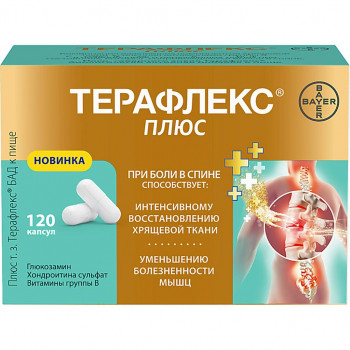 ТЕРАФЛЕКС®
ПЛЮС
BAYER
BAYER
НОВИНКА
120
капсул
ПРИ БОЛИ В СПИНЕ
СПОСОБСТВУЕТ:
ИНТЕНСИВНОМУ
ВОССТАНОВЛЕНИЮ
ХРЯЩЕВОЙ ТКАНИ
УМЕНЬШЕНИЮ
БОЛЕЗНЕННОСТИ
МЫШЦ
Глюкозамин
Хондроитина сульфат
Витамины группы В
Плюс т. з. Терафлекс® БАД к пище